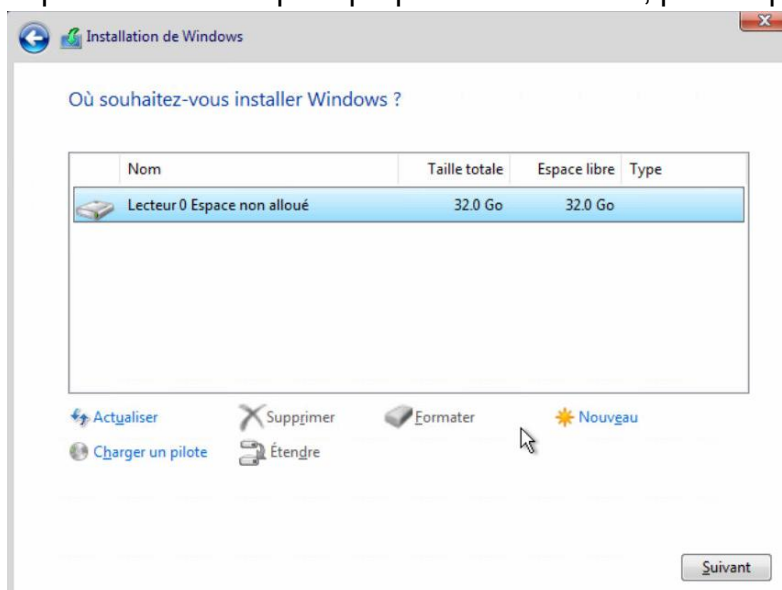 Installation de Windows
Où souhaitez-vous installer Windows ?
Nom Taille totale Espace libre Type
Lecteur 0 Espace non alloué 32.0 Go 32.0 Go
Actualiser Supprimer Formater Nouveau
Charger un pilote Étendre
Suivant